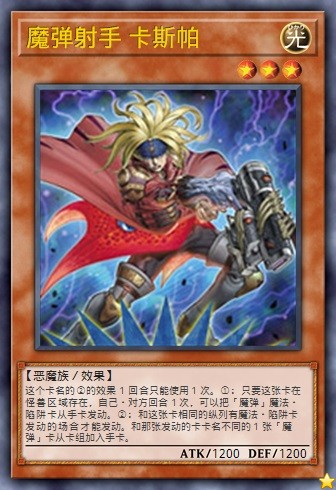 魔弹射手 卡斯帕
光
【恶魔族／效果】
这个卡名的②的效果1回合只能使用1次。①：只要这张卡在
怪兽区域存在，自己·对方回合1次，可以把「魔弹」魔法·
陷阱卡从手卡发动。②：和这张卡相同的纵列有魔法·陷阱卡
发动的场合才能发动。和那张发动的卡卡名不同的1张「魔
弹」卡从卡组加入手卡。
ATK/1200 DEF/1200